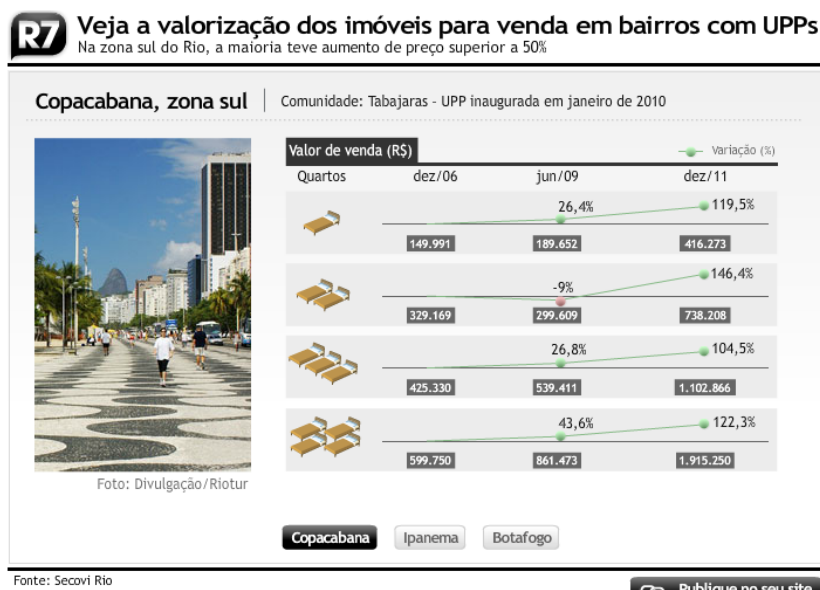 R7 Veja a valorização dos imóveis para venda em bairros com UPPs
Na zona sul do Rio, a maioria teve aumento de preço superior a 50%
Copacabana, zona sul Comunidade: Tabajaras - UPP inaugurada em janeiro de 2010
Valor de venda (R$) Variação (%)
Quartos dez/06 jun/09 dez/11
26,4% 119,5%
149.991 189.652 416.273
-9% 146,4%
329.169 299.609 738.208
26,8% 104,5%
425.330 539.411 1.102.866
43,6% 122,3%
599.750 861.473 1.915.250
Foto: Divulgação/Riotur
Copacabana Ipanema Botafogo
Fonte: Secovi Rio
Publique no seu site